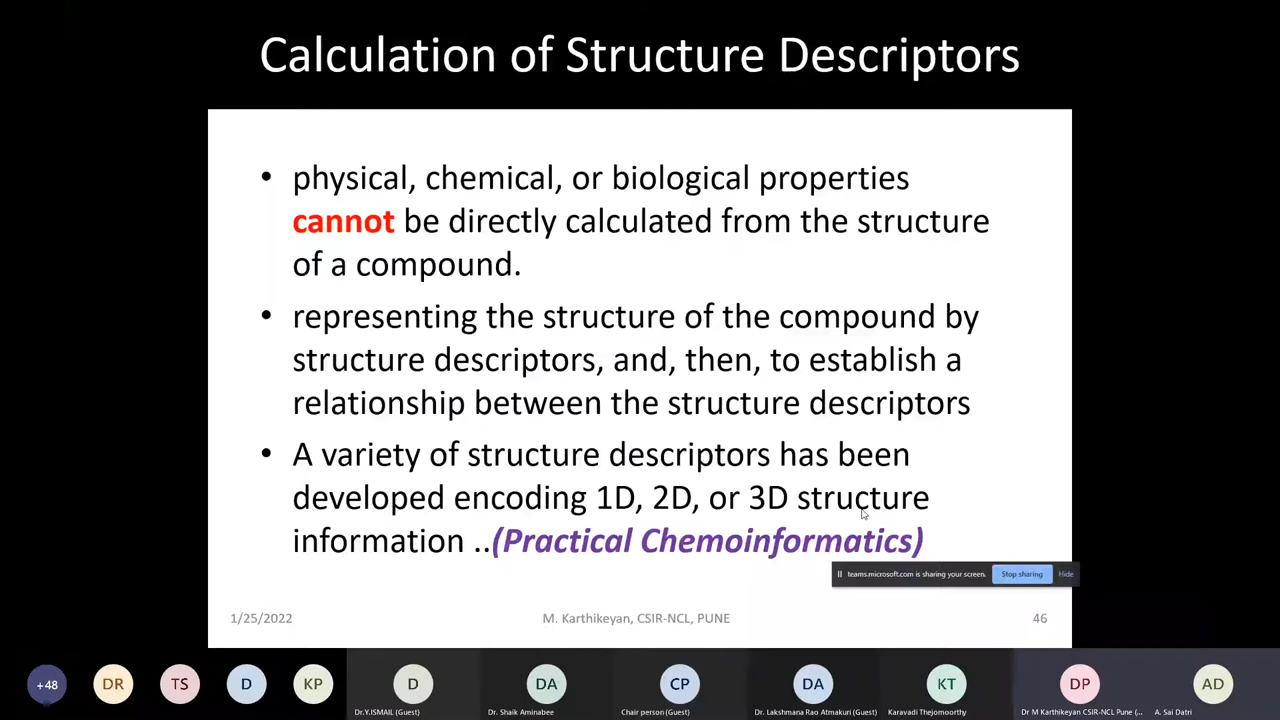 Calculation of Structure Descriptors
• physical, chemical, or biological properties
cannot be directly calculated from the structure
of a compound.
• representing the structure of the compound by
structure descriptors, and, then, to establish a
relationship between the structure descriptors
• A variety of structure descriptors has been
developed encoding 1D, 2D, or 3D structure
information ..(Practical Chemoinformatics)
teams.microsoft.com is sharing your screen. Stop sharing Hide
1/25/2022 M. Karthikeyan, CSIR-NCL, PUNE 46
+48 DR TS D KP D DA CP DA KT DP AD
Dr.Y.ISMAIL (Guest) Dr. Shaik Aminabee Chair person (Guest) Dr. Lakshmana Rao Atmakuri (Guest) Karavadi Thejomoorthy Dr M Karthikeyan CSIR-NCL Pune (... A. Sai Datri